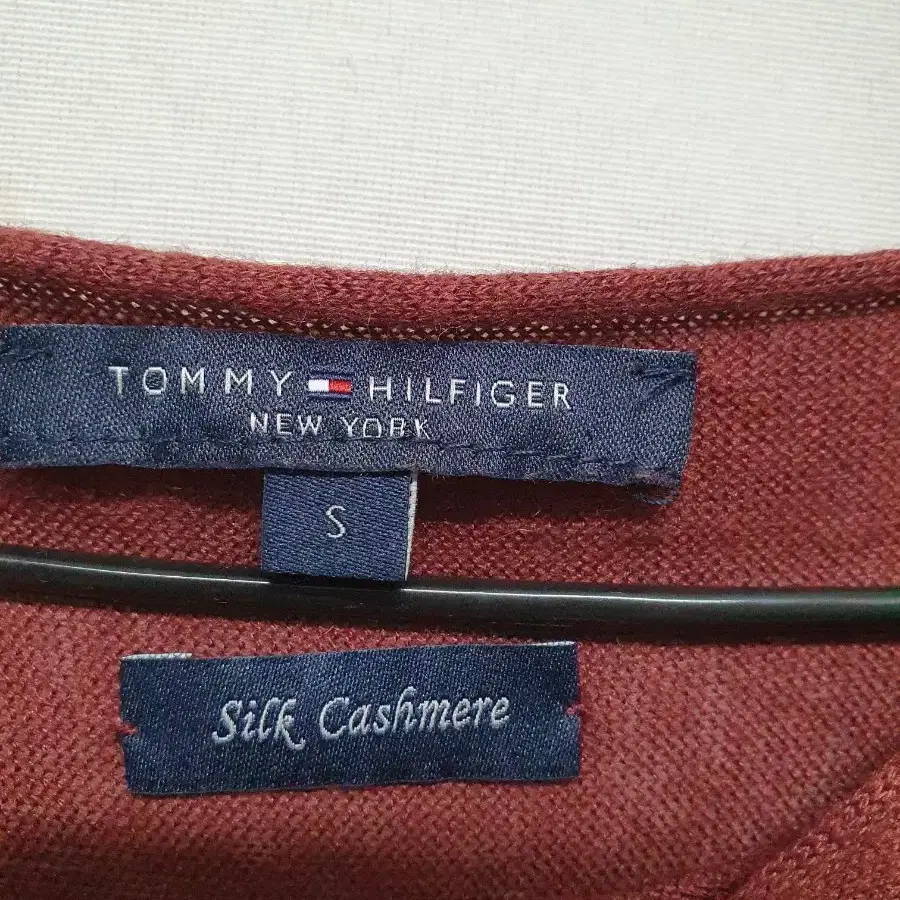 TOMMY HILFIGER
NEW YORK
S
Silk Cashmere